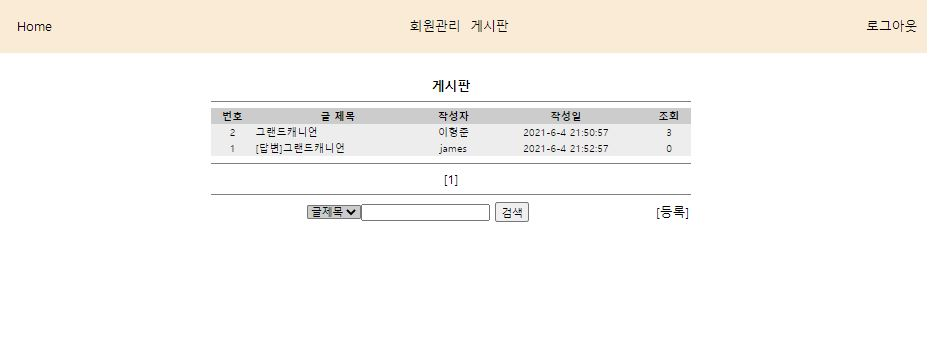 Home 회원관리 게시판 로그아웃
게시판
번호 글 제목 작성자 작성일 조회
2 그랜드캐니언 이형준 2021-6-4 21:50:57 3
1 [답변]그랜드캐니언 james 2021-6-4 21:52:57 0
[1]
글제목 검색 [등록]